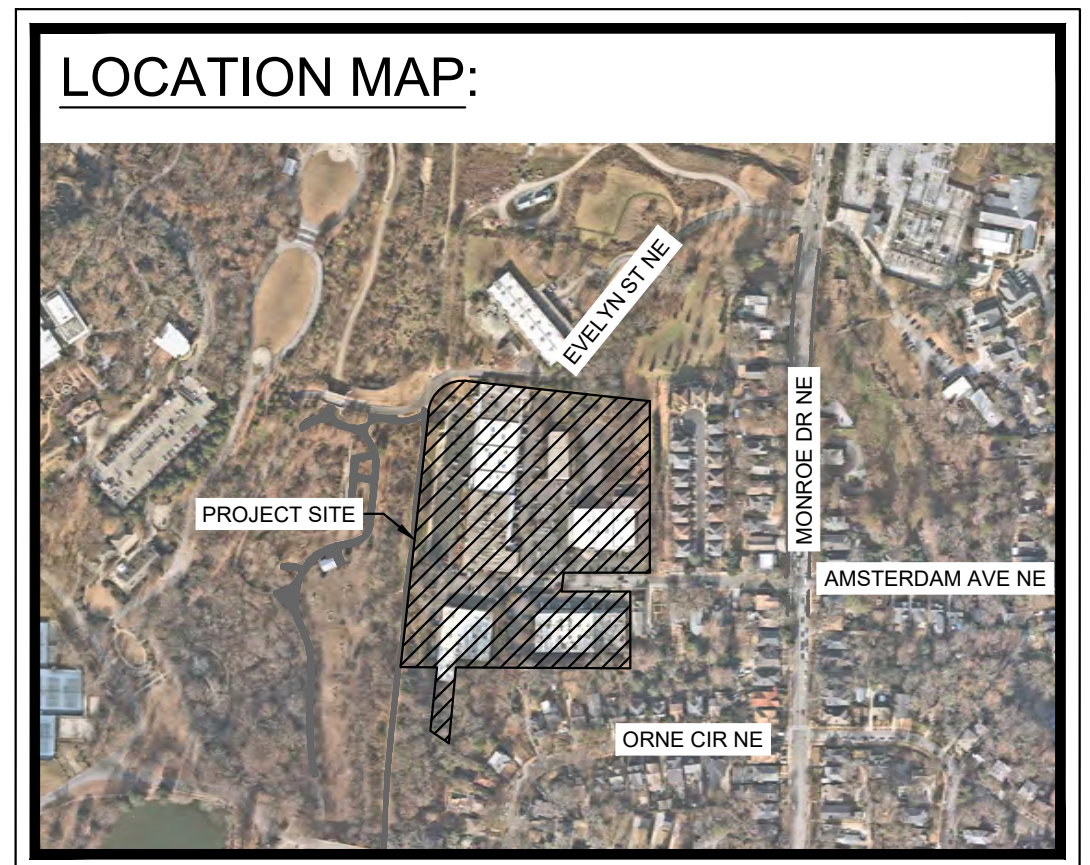 LOCATION MAP:
EVELYN ST NE
MONROE DR NE
PROJECT SITE
AMSTERDAM AVE NE
ORNE CIR NE